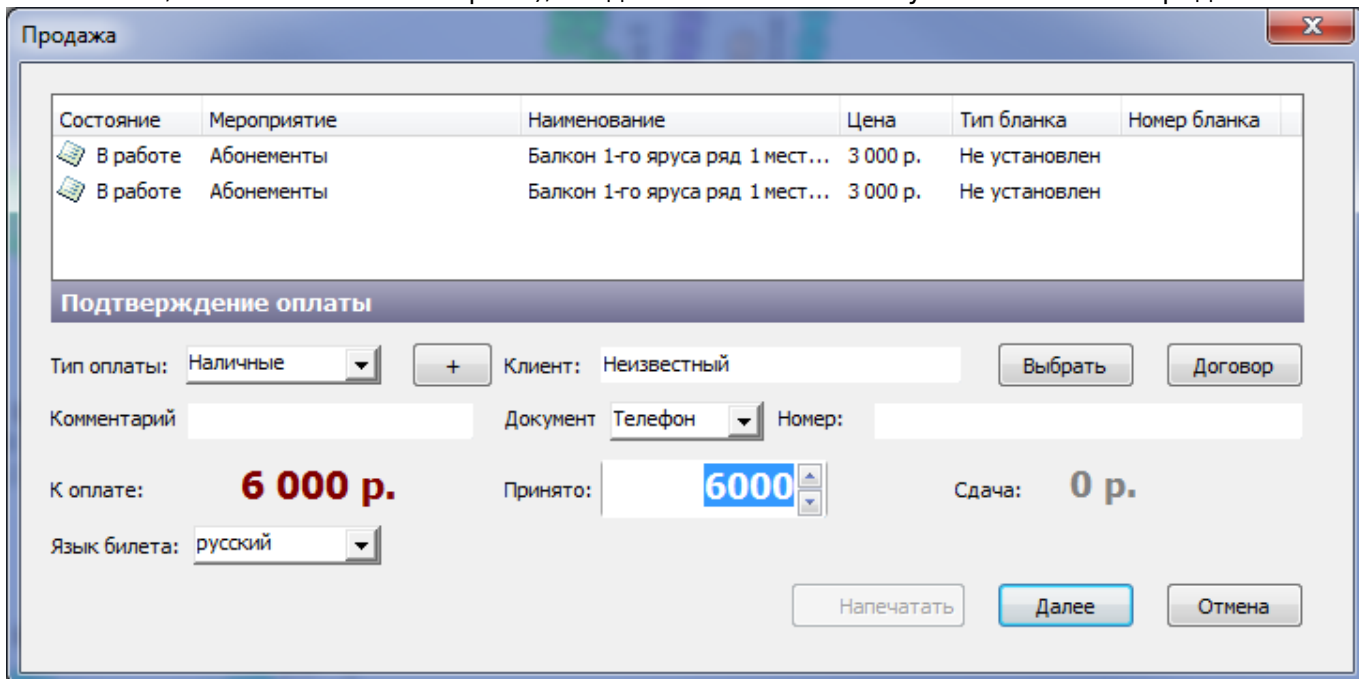 Продажа
Состояние Мероприятие Наименование Цена Тип бланка Номер бланка
В работе Абонементы Балкон 1-го яруса ряд 1 мест... 3 000 р. Не установлен
В работе Абонементы Балкон 1-го яруса ряд 1 мест... 3 000 р. Не установлен
Подтверждение оплаты
Тип оплаты: Наличные + Клиент: Неизвестный Выбрать Договор
Комментарий Документ Телефон Номер:
К оплате: 6 000 р. Принято: 6000 Сдача: 0 р.
Язык билета: русский
Напечатать Далее Отмена